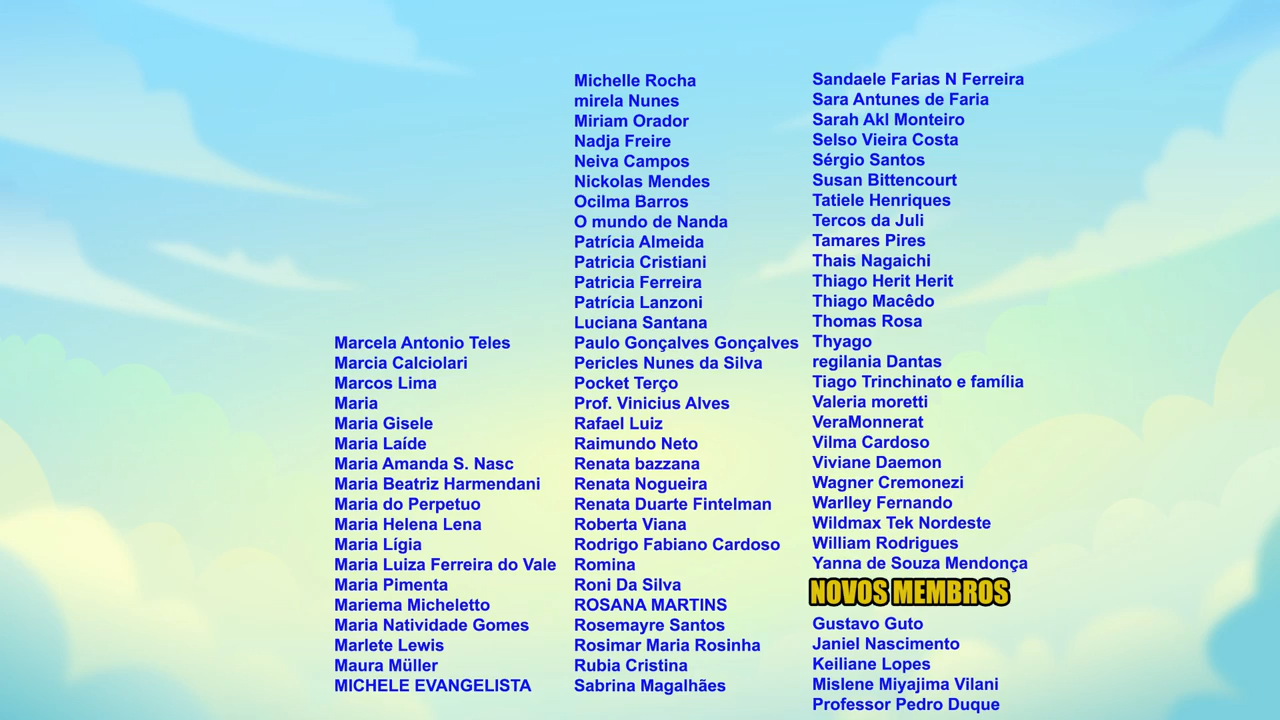 Marcela Antonio Teles
Marcia Calciolari
Marcos Lima
Maria
Maria Gisele
Maria Laíde
Maria Amanda S. Nasc
Maria Beatriz Harmendani
Maria do Perpetuo
Maria Helena Lena
Maria Lígia
Maria Luiza Ferreira do Vale
Maria Pimenta
Mariema Micheletto
Maria Natividade Gomes
Marlete Lewis
Maura Müller
MICHELE EVANGELISTA
Michelle Rocha
mirela Nunes
Miriam Orador
Nadja Freire
Neiva Campos
Nickolas Mendes
Ocilma Barros
O mundo de Nanda
Patrícia Almeida
Patricia Cristiani
Patricia Ferreira
Patrícia Lanzoni
Luciana Santana
Paulo Gonçalves Gonçalves
Pericles Nunes da Silva
Pocket Terço
Prof. Vinicius Alves
Rafael Luiz
Raimundo Neto
Renata bazzana
Renata Nogueira
Renata Duarte Fintelman
Roberta Viana
Rodrigo Fabiano Cardoso
Romina
Roni Da Silva
ROSANA MARTINS
Rosemayre Santos
Rosimar Maria Rosinha
Rubia Cristina
Sabrina Magalhães
Sandaele Farias N Ferreira
Sara Antunes de Faria
Sarah Akl Monteiro
Selso Vieira Costa
Sérgio Santos
Susan Bittencourt
Tatiele Henriques
Tercos da Juli
Tamares Pires
Thais Nagaichi
Thiago Herit Herit
Thiago Macêdo
Thomas Rosa
Thyago
regilania Dantas
Tiago Trinchinato e família
Valeria moretti
VeraMonnerat
Vilma Cardoso
Viviane Daemon
Wagner Cremonezi
Warlley Fernando
Wildmax Tek Nordeste
William Rodrigues
Yanna de Souza Mendonça
NOVOS MEMBROS
Gustavo Guto
Janiel Nascimento
Keiliane Lopes
Mislene Miyajima Vilani
Professor Pedro Duque